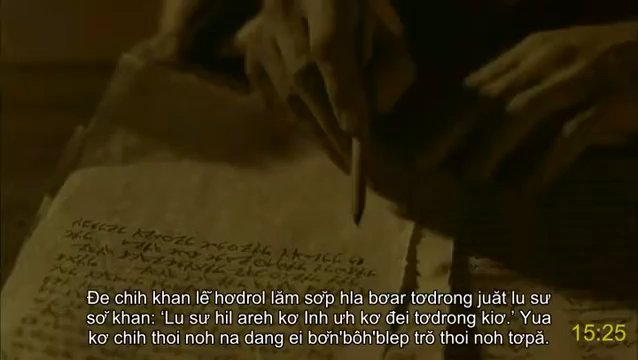 Đe chih khan lẽ̆ hơdrol lăm sơ̆p hla bơar tơdrong juăt lu sư
sơ̆ khan: ‘Lu sư hil areh kơ Inh ưh kơ đei tơdrong kiơ.’ Yua
kơ chih thoi noh na dang ei bơ̆n'bôh'blep trŏ thoi noh tơpă.
15:25